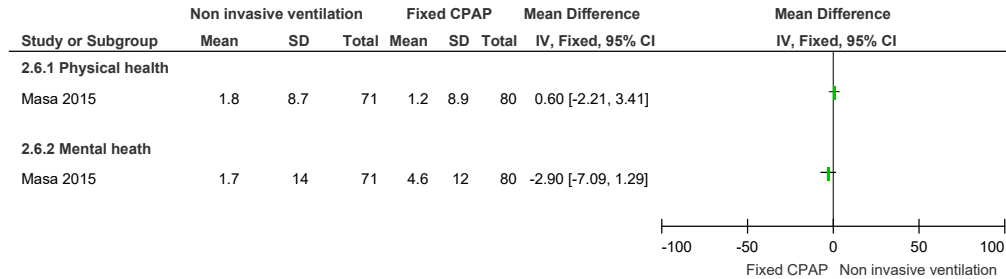 Non invasive ventilation Fixed CPAP Mean Difference Mean Difference
Study or Subgroup Mean SD Total Mean SD Total IV, Fixed, 95% CI IV, Fixed, 95% CI
2.6.1 Physical health
Masa 2015 1.8 8.7 71 1.2 8.9 80 0.60 [-2.21, 3.41]
2.6.2 Mental heath
Masa 2015 1.7 14 71 4.6 12 80 -2.90 [-7.09, 1.29]
-100 -50 0 50 100
Fixed CPAP Non invasive ventilation